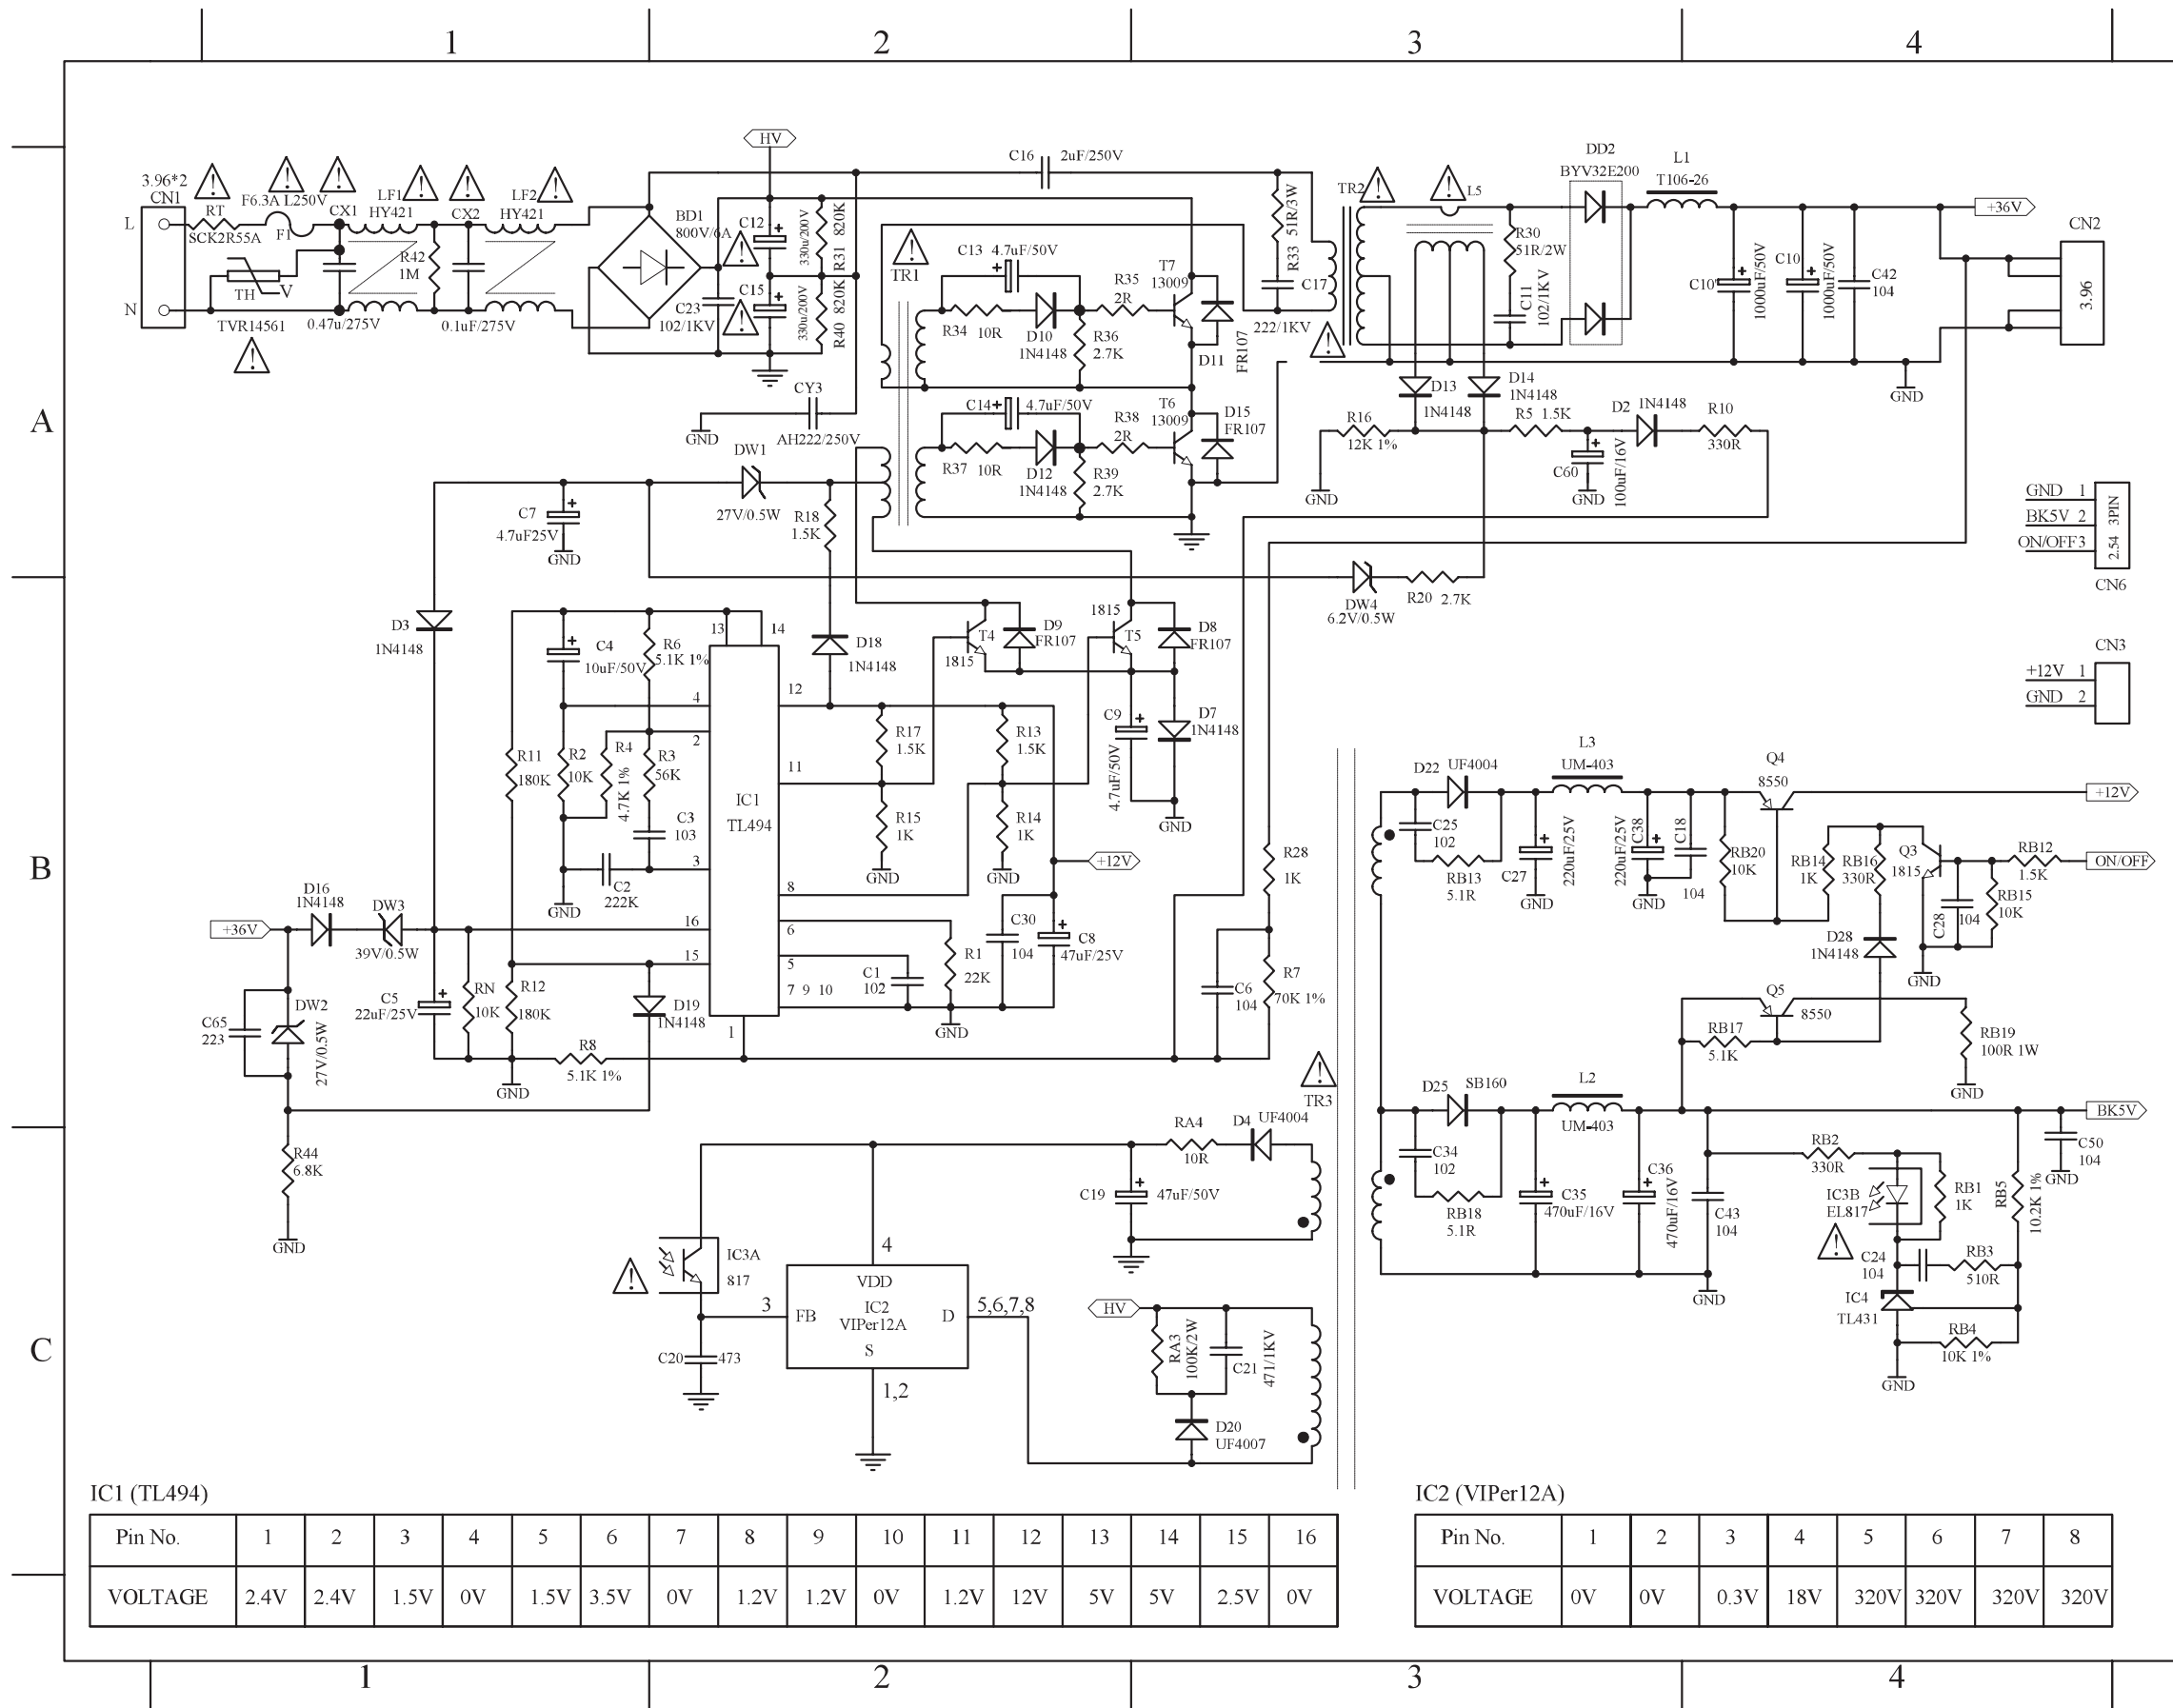 1 2 3 4
A
B
C
1 2 3 4
3.96*2
CN1
L
N
RT
SCK2R55A
F6.3A L250V
F1
TH
V
TVR14561
CX1
0.47u/275V
LF1
HY421
R42
1M
CX2
0.1uF/275V
LF2
HY421
BD1
800V/6A
C23
102/1KV
HV
C12
330u/200V
R31 820K
C15
330u/200V
R40 820K
CY3
AH222/250V
GND
C16 2uF/250V
TR1
C13 4.7uF/50V
R34 10R
D10
1N4148
R35
2R
R36
2.7K
T7
13009
D11
FR107
C14 4.7uF/50V
R37 10R
D12
1N4148
R38
2R
R39
2.7K
T6
13009
D15
FR107
R33 51R/3W
C17
222/1KV
TR2
L5
R30
51R/2W
C11
102/1KV
DD2
BYV32E200
L1
T106-26
C10'
1000uF/50V
C10
1000uF/50V
C42
104
+36V
CN2
3.96
GND
D13
1N4148
D14
1N4148
R16
12K 1%
GND
R5 1.5K
D2 1N4148
R10
330R
C60
100uF/16V
GND
GND 1
BK5V 2
ON/OFF3
2.54 3PIN
CN6
CN3
+12V 1
GND 2
DW1
27V/0.5W
C7
4.7uF25V
GND
R18
1.5K
DW4
6.2V/0.5W
R20 2.7K
D3
1N4148
C4
10uF/50V
R6
5.1K 1%
13 14
D18
1N4148
T4
1815
D9
FR107
1815
T5
D8
FR107
4
2
3
16
15
1
12
11
8
6
5
7 9 10
IC1
TL494
R11
180K
R2
10K
R4
4.7K 1%
R3
56K
C3
103
C2
222K
GND
R17
1.5K
R13
1.5K
R15
1K
R14
1K
GND
GND
C9
4.7uF/50V
D7
1N4148
GND
+12V
C30
104
C8
47uF/25V
R1
22K
C1
102
GND
+36V
D16
1N4148
DW3
39V/0.5W
C65
223
DW2
27V/0.5W
C5
22uF/25V
RN
10K
R12
180K
D19
1N4148
R8
5.1K 1%
GND
R44
6.8K
GND
R28
1K
C6
104
R7
70K 1%
TR3
D22 UF4004
C25
102
RB13
5.1R
C27
220uF/25V
GND
L3
UM-403
C38
220uF/25V
C18
104
GND
RB20
10K
Q4
8550
+12V
RB14
1K
RB16
330R
Q3
1815
RB12
1.5K
ON/OFF
C28
104
RB15
10K
GND
D28
1N4148
Q5
8550
RB17
5.1K
RB19
100R 1W
GND
D25 SB160
L2
UM-403
BK5V
C34
102
RB18
5.1R
C35
470uF/16V
C36
470uF/16V
C43
104
GND
RB2
330R
IC3B
EL817
RB1
1K
RB5
10.2K 1%
C50
104
GND
C24
104
RB3
510R
IC4
TL431
RB4
10K 1%
GND
RA4
10R
D4 UF4004
C19
47uF/50V
IC3A
817
C20 473
4
VDD
3 FB
IC2
VIPer12A
D 5,6,7,8
S
1,2
HV
RA3
100K/2W
C21
471/1KV
D20
UF4007
IC1 (TL494)
Pin No. 1 2 3 4 5 6 7 8 9 10 11 12 13 14 15 16
VOLTAGE 2.4V 2.4V 1.5V 0V 1.5V 3.5V 0V 1.2V 1.2V 0V 1.2V 12V 5V 5V 2.5V 0V
IC2 (VIPer12A)
Pin No. 1 2 3 4 5 6 7 8
VOLTAGE 0V 0V 0.3V 18V 320V 320V 320V 320V